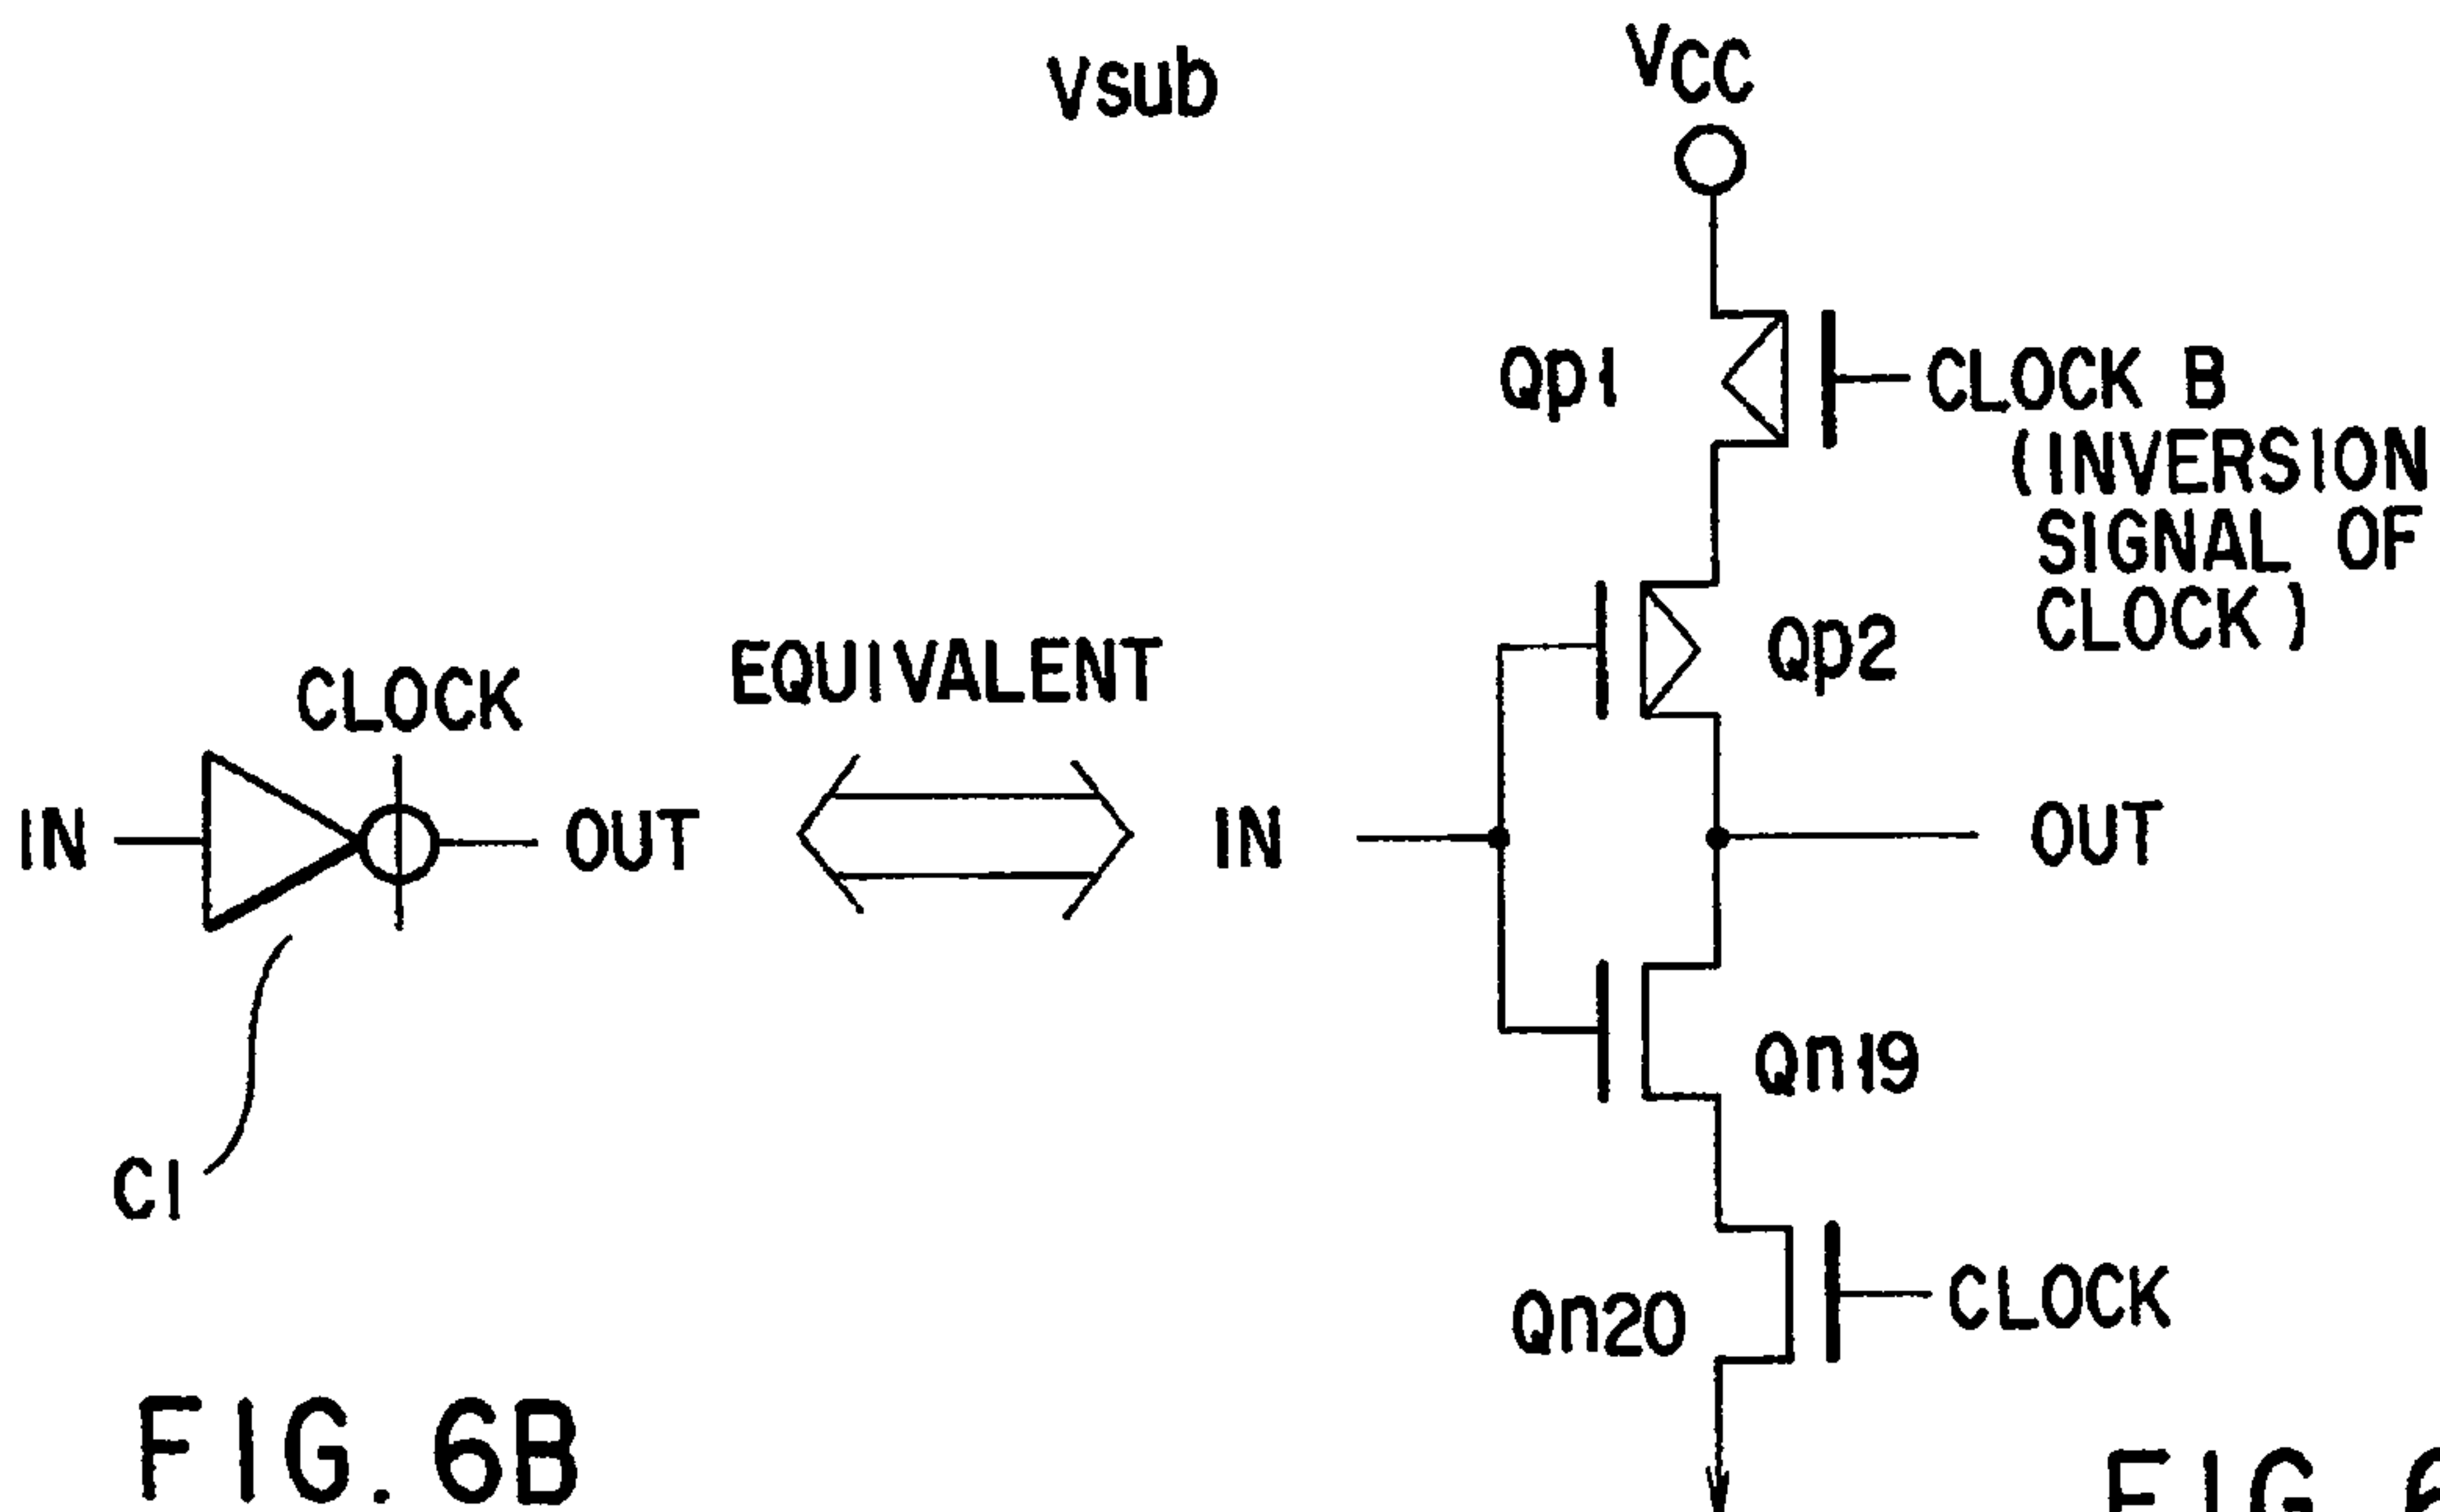 Vsub
VCC
Qp1
CLOCK B
(INVERSION
SIGNAL OF
CLOCK)
Qp2
EQUIVALENT
CLOCK
IN
OUT
IN
OUT
Qn19
C1
Qn20
CLOCK
FIG. 6B
FIG.